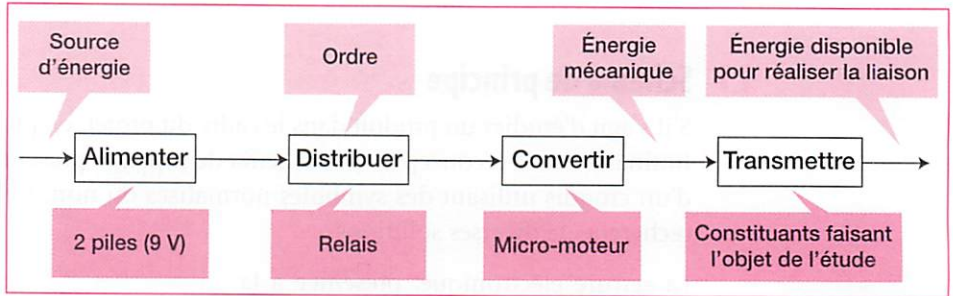 Source
d'énergie
Ordre
Énergie
mécanique
Énergie disponible
pour réaliser la liaison
Alimenter
Distribuer
Convertir
Transmettre
2 piles (9 V)
Relais
Micro-moteur
Constituants faisant
l'objet de l'étude